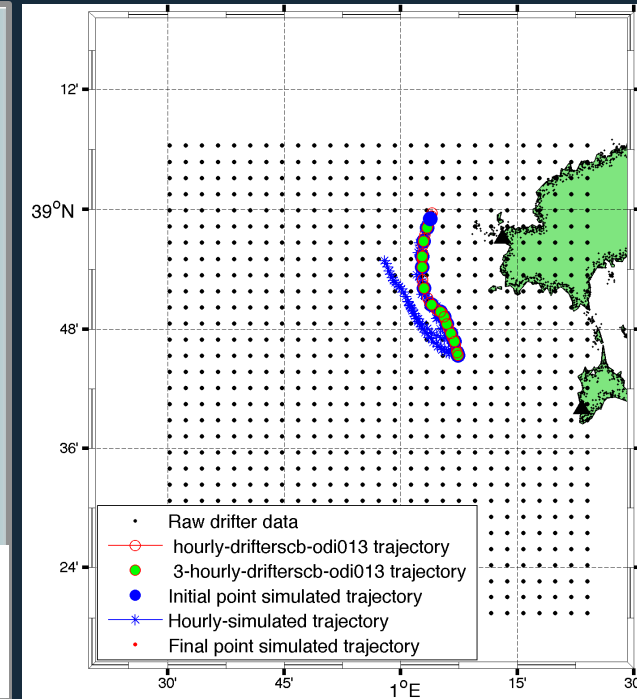 12'
39°N
48'
36'
24'
Raw drifter data
hourly-drifterscb-odi013 trajectory
3-hourly-drifterscb-odi013 trajectory
Initial point simulated trajectory
Hourly-simulated trajectory
Final point simulated trajectory
30' 45' 1°E 15' 30